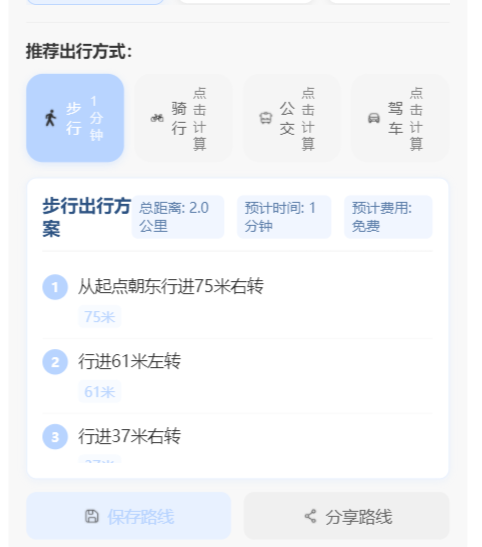 推荐出行方式：
步行
1分钟
骑行
点击计算
公交
点击计算
驾车
点击计算
步行出行方案
总距离: 2.0公里
预计时间: 1分钟
预计费用: 免费
1
从起点朝东行进75米右转
75米
2
行进61米左转
61米
3
行进37米右转
37米
保存路线
分享路线